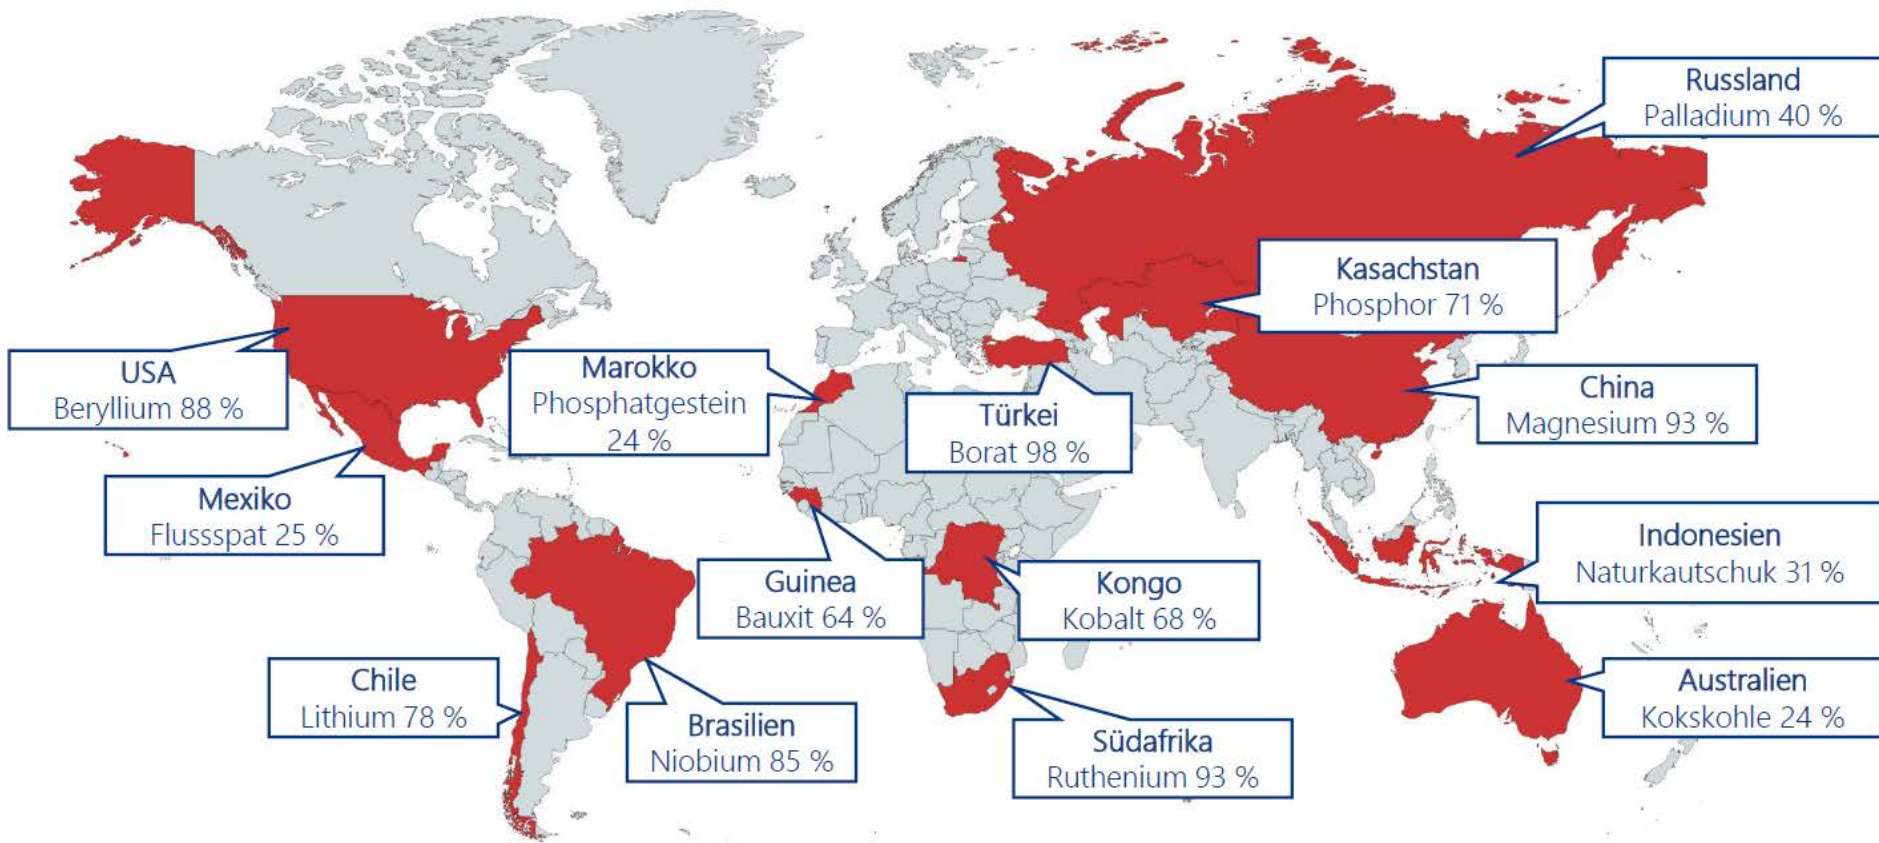 Russland
Palladium 40 %
Kasachstan
Phosphor 71 %
USA
Beryllium 88 %
Marokko
Phosphatgestein
24 %
Türkei
Borat 98 %
China
Magnesium 93 %
Mexiko
Flussspat 25 %
Indonesien
Naturkautschuk 31 %
Guinea
Bauxit 64 %
Kongo
Kobalt 68 %
Chile
Lithium 78 %
Brasilien
Niobium 85 %
Südafrika
Ruthenium 93 %
Australien
Kokskohle 24 %